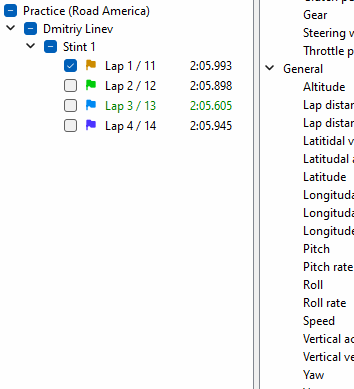 Practice (Road America)
Dmitriy Linev
Stint 1
Lap 1 / 11 2:05.993
Lap 2 / 12 2:05.898
Lap 3 / 13 2:05.605
Lap 4 / 14 2:05.945
Gear
Steering w
Throttle p
General
Altitude
Lap distan
Lap distan
Latitidal v
Latitudal a
Latitude
Longituda
Longituda
Longitude
Pitch
Pitch rate
Roll
Roll rate
Speed
Vertical ac
Vertical ve
Yaw